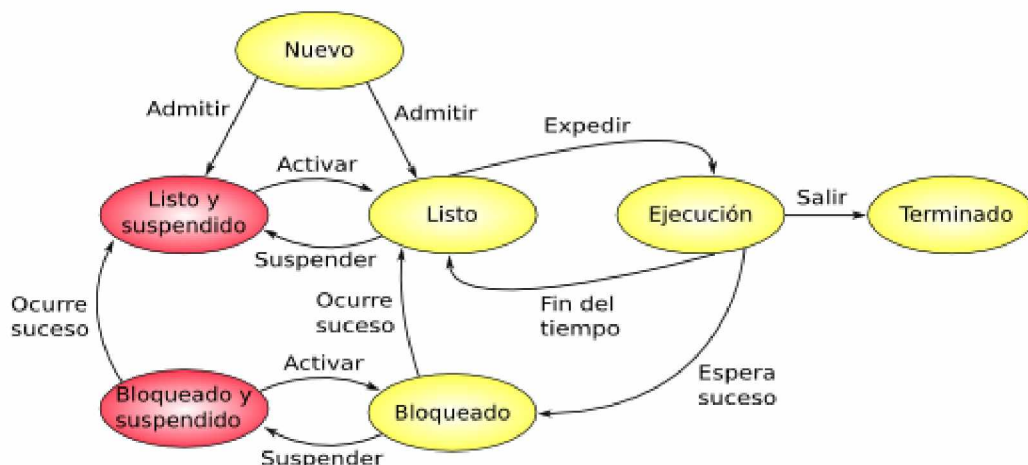 Nuevo
Admitir
Admitir
Expedir
Activar
Listo y
suspendido
Listo
Ejecución
Salir
Terminado
Suspender
Ocurre
suceso
Ocurre
suceso
Fin del
tiempo
Activar
Espera
suceso
Bloqueado y
suspendido
Bloqueado
Suspender